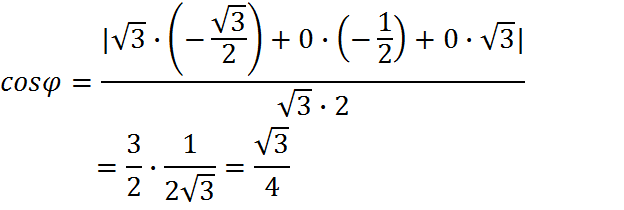 cosφ = |√3 · (−√3/2) + 0 · (−1/2) + 0 · √3| / √3 · 2
= 3/2 · 1/2√3 = √3/4